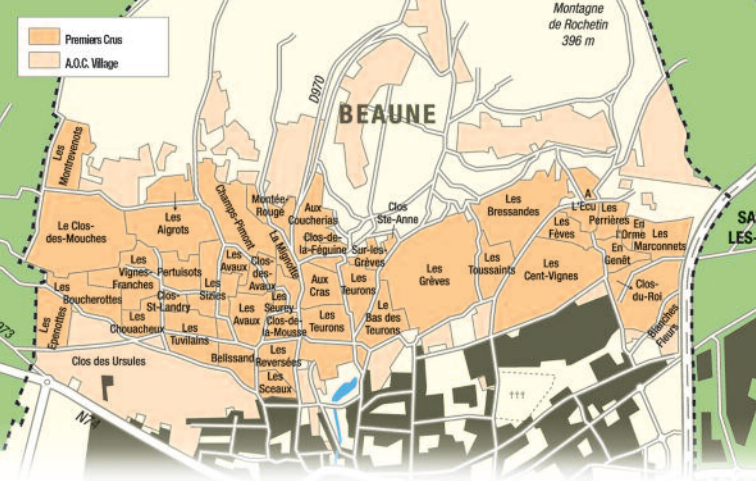 Premiers Crus
A.O.C. Village
Montagne
de Rochetin
396 m
D970
BEAUNE
Les
Montrevenots
Le Clos-
des-Mouches
Les
Aigrots
Champs-Pimont
Montée-
Rouge
Aux
Coucherias
Clos
Ste-Anne
Les
Bressandes
A
L'Ecu
Les
Perrières
Les
Fèves
En
l'Orme
Les
Marconnets
En
Genêt
SA
LES-
La Mignotte
Clos-de-
la-Féguine
Sur-les-
Grèves
Les
Vignes-
Franches
Pertuisots
Les
Avaux
Clos-
des-
Avaux
Les
Sizies
Aux
Cras
Les
Teurons
Les
Grèves
Les
Toussaints
Les
Cent-Vignes
Clos-
du-Roi
Les
Boucherottes
Clos-
St-Landry
Les
Epenottes
Les
Chouacheux
Les
Tuvilains
Les
Avaux
Les
Seurey
Clos-de-
la-Mousse
Les
Teurons
Le
Bas des
Teurons
Blanches
Fleurs
073
Clos des Ursules
Belissand
Les
Reversées
Les
Sceaux
N74